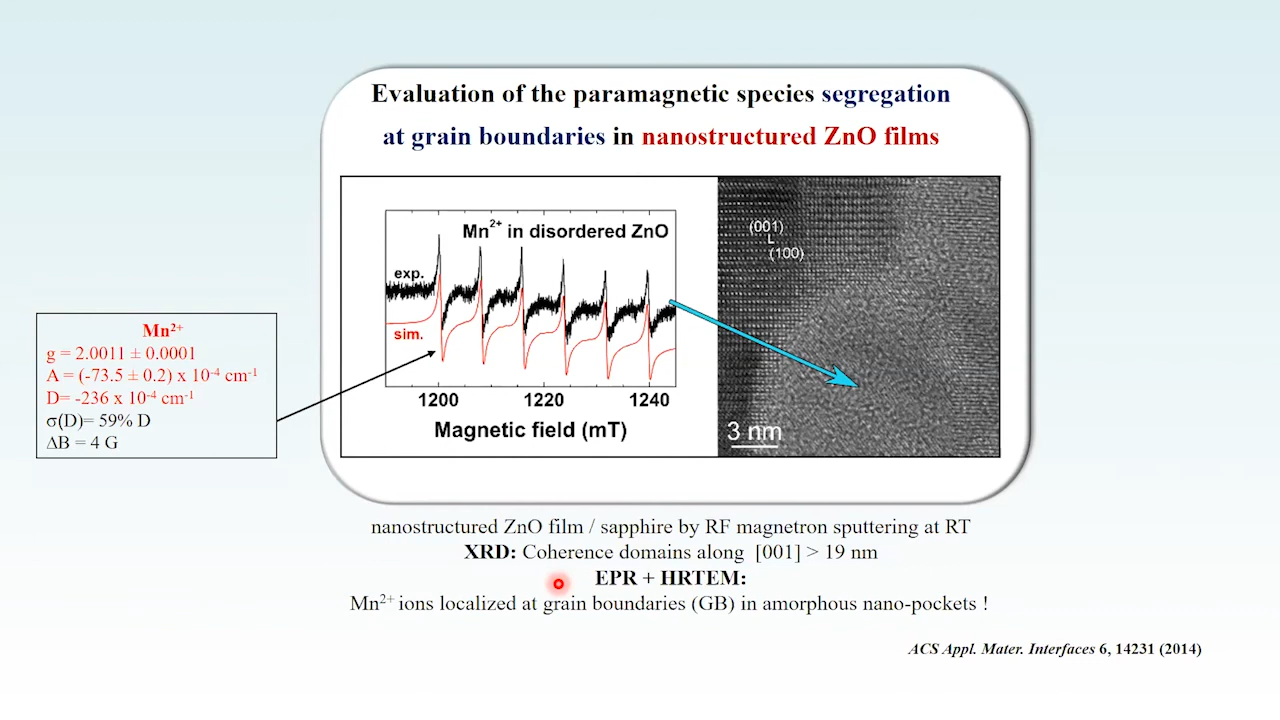 Evaluation of the paramagnetic species segregation
at grain boundaries in nanostructured ZnO films
Mn²⁺ in disordered ZnO
exp.
sim.
1200 1220 1240
Magnetic field (mT)
(001)
(100)
3 nm
Mn²⁺
g = 2.0011 ± 0.0001
A = (-73.5 ± 0.2) x 10⁻⁴ cm⁻¹
D= -236 x 10⁻⁴ cm⁻¹
σ(D)= 59% D
ΔB = 4 G
nanostructured ZnO film / sapphire by RF magnetron sputtering at RT
XRD: Coherence domains along [001] > 19 nm
EPR + HRTEM:
Mn²⁺ ions localized at grain boundaries (GB) in amorphous nano-pockets !
ACS Appl. Mater. Interfaces 6, 14231 (2014)